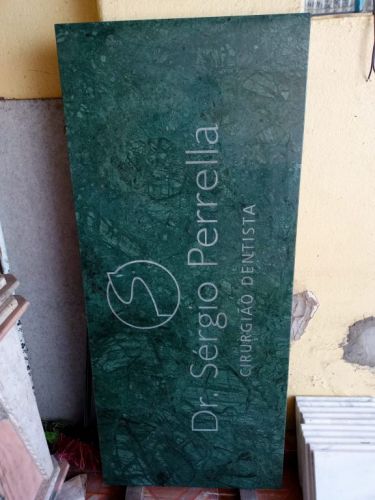 Dr. Sérgio Perrella
CIRURGIÃO DENTISTA